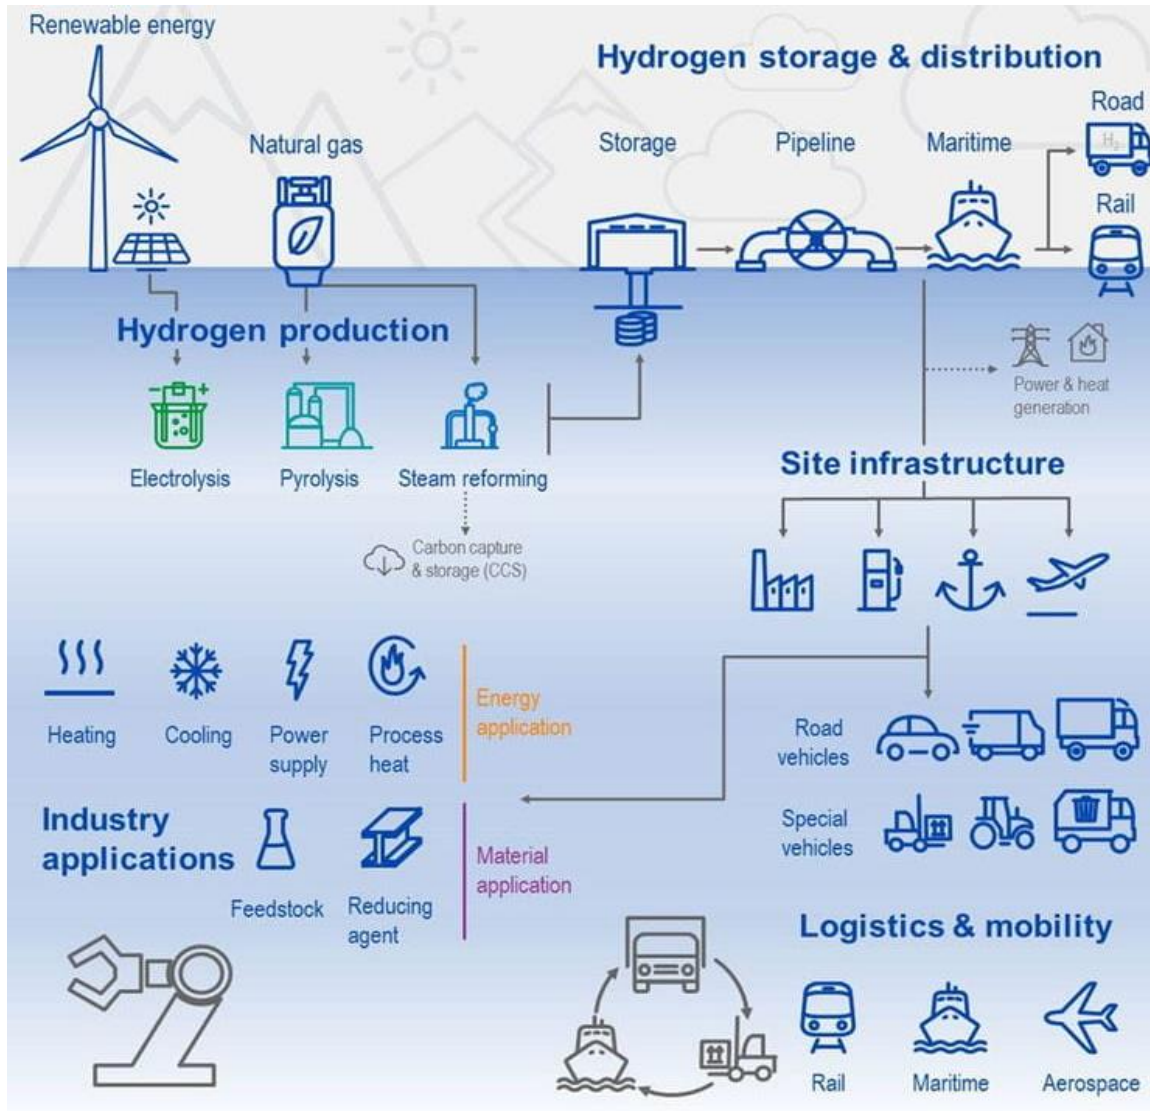 Renewable energy
Hydrogen storage & distribution
Road
Natural gas
Storage
Pipeline
Maritime
H₂
Rail
Hydrogen production
Power & heat
generation
Electrolysis
Pyrolysis
Steam reforming
Site infrastructure
Carbon capture
& storage (CCS)
Heating
Cooling
Power
supply
Process
heat
Energy
application
Road
vehicles
Industry
applications
Special
vehicles
Material
application
Feedstock
Reducing
agent
Logistics & mobility
Rail
Maritime
Aerospace